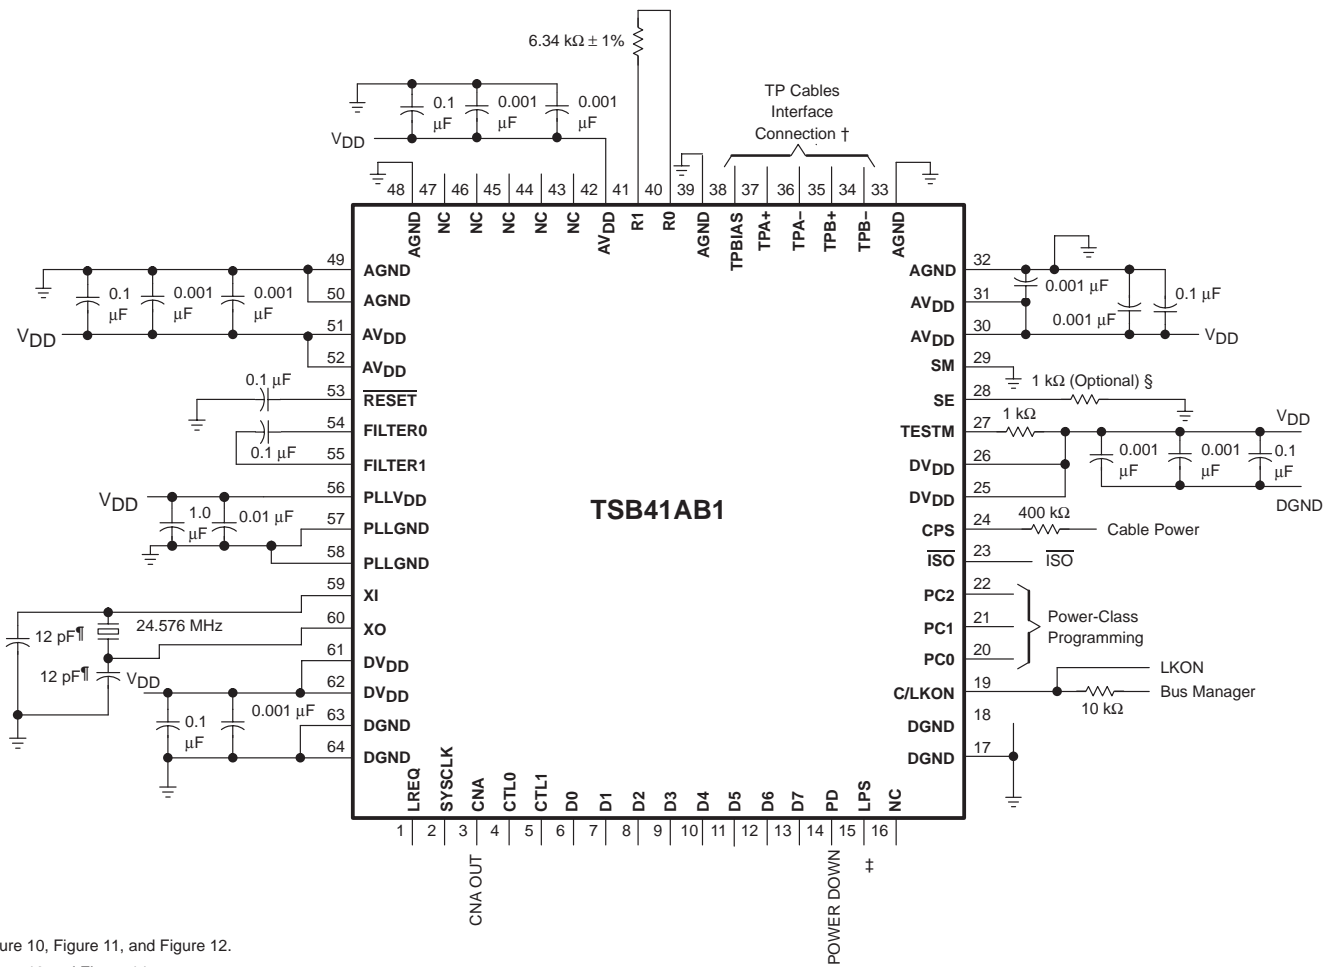 6.34 kΩ ± 1%
TP Cables
Interface
Connection †
0.1
µF
0.001
µF
0.001
µF
VDD
48 47 46 45 44 43 42 41 40 39 38 37 36 35 34 33
AGND
NC
NC
NC
NC
NC
AVDD
R1
R0
AGND
TPBIAS
TPA+
TPA−
TPB+
TPB−
AGND
0.1
µF
0.001
µF
0.001
µF
VDD
49 AGND
50 AGND
51 AVDD
52 AVDD
0.1 µF
53 RESET
54 FILTER0
0.1 µF
55 FILTER1
VDD
56 PLLVDD
1.0
µF
0.01 µF
57 PLLGND
58 PLLGND
59 XI
12 pF¶
24.576 MHz
60 XO
12 pF¶
VDD
61 DVDD
62 DVDD
0.1
µF
0.001 µF
63 DGND
64 DGND
TSB41AB1
AGND 32
0.001 µF
0.1 µF
AVDD 31
0.001 µF
AVDD 30
VDD
SM 29
SE 28
1 kΩ (Optional) §
TESTM 27
1 kΩ
VDD
DVDD 26
0.001
µF
0.001
µF
0.1
µF
DVDD 25
DGND
CPS 24
400 kΩ
Cable Power
ISO 23 ISO
PC2 22
PC1 21
PC0 20
Power-Class
Programming
LKON
C/LKON 19
10 kΩ
Bus Manager
DGND 18
DGND 17
LREQ
SYSCLK
CNA
CTL0
CTL1
D0
D1
D2
D3
D4
D5
D6
D7
PD
LPS
NC
1 2 3 4 5 6 7 8 9 10 11 12 13 14 15 16
CNA OUT
POWER DOWN
‡
ure 10, Figure 11, and Figure 12.